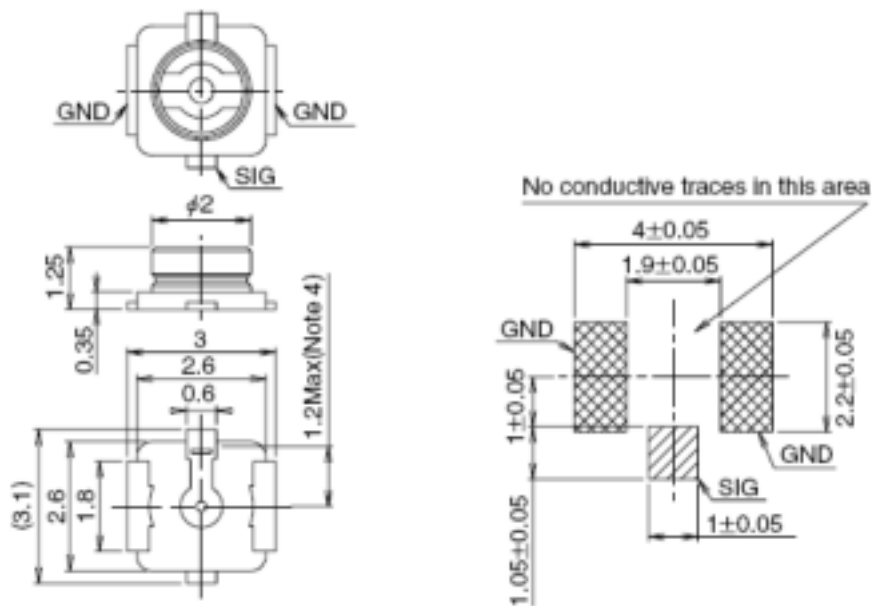 GND
GND
SIG
ϕ2
1.25
0.35
3
2.6
0.6
1.2Max(Note 4)
(3.1)
2.6
1.8
No conductive traces in this area
4±0.05
1.9±0.05
GND
2.2±0.05
1±0.05
GND
SIG
1.05±0.05
1±0.05